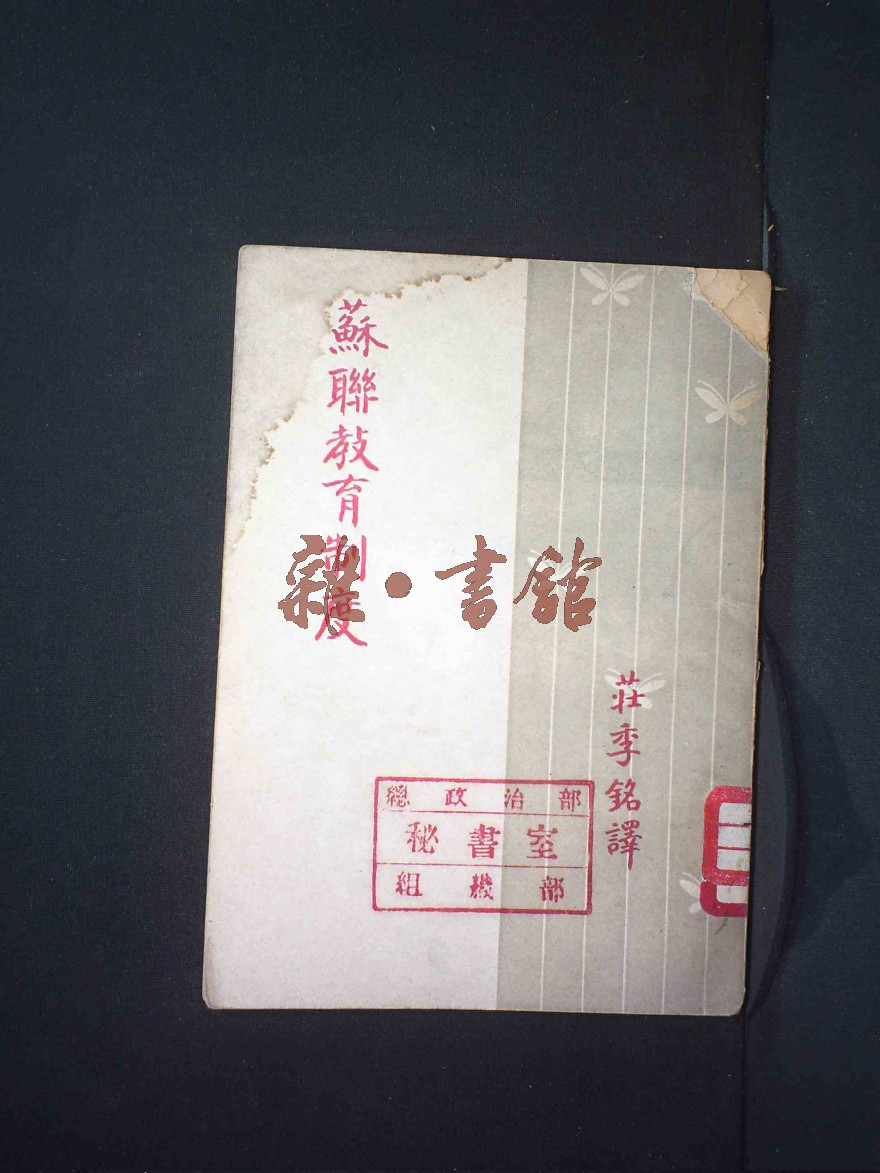 蘇聯教育制度
莊季銘譯
總政治部
秘書室
組織部
雜·書館